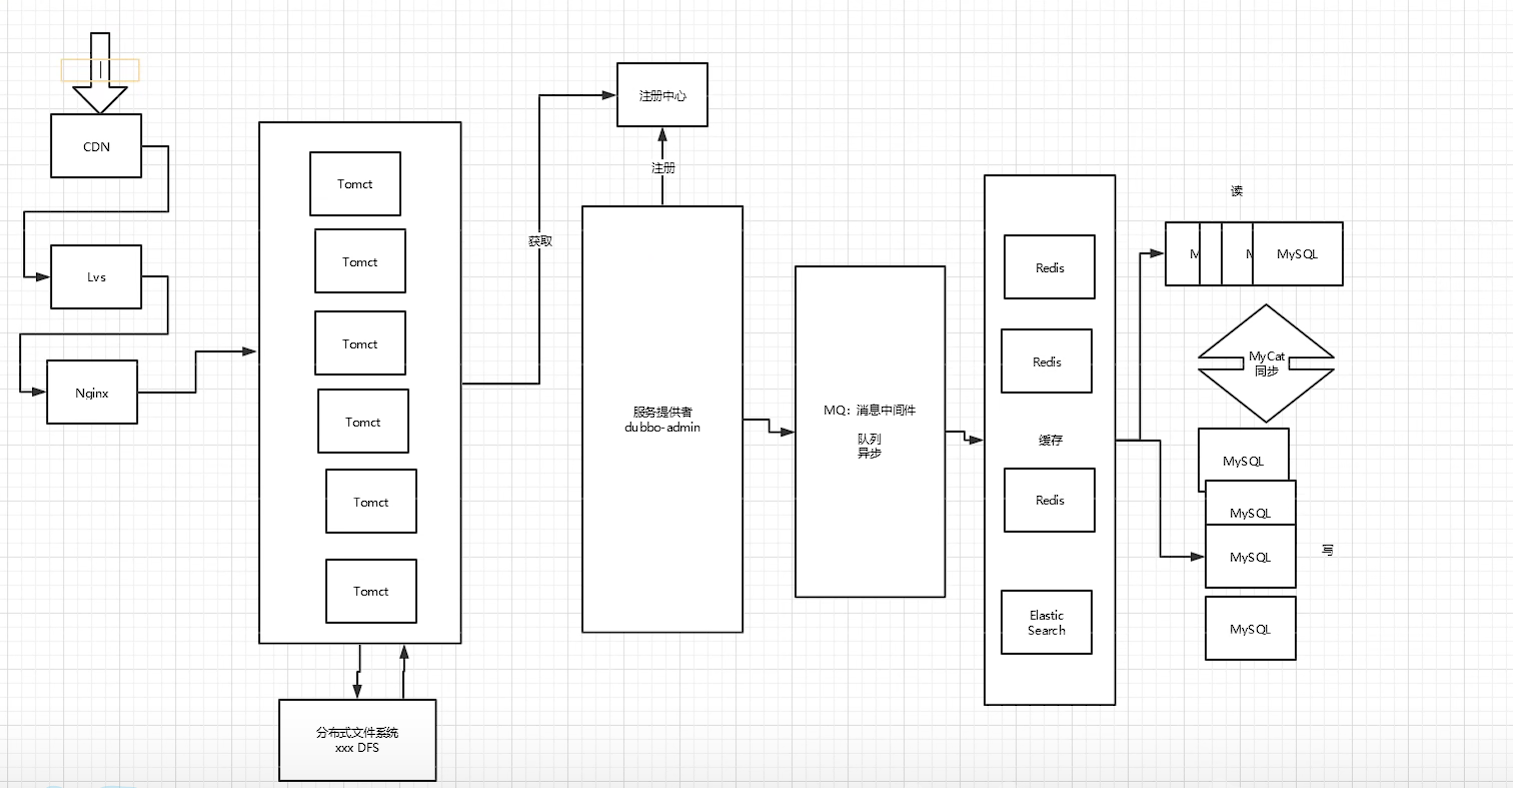 CDN
Lvs
Nginx
Tomct
Tomct
Tomct
Tomct
Tomct
Tomct
分布式文件系统
xxx DFS
获取
注册中心
注册
服务提供者
dubbo-admin
MQ：消息中间件
队列
异步
Redis
Redis
缓存
Redis
Elastic
Search
读
M
M
MySQL
MyCat
同步
MySQL
MySQL
MySQL
写
MySQL